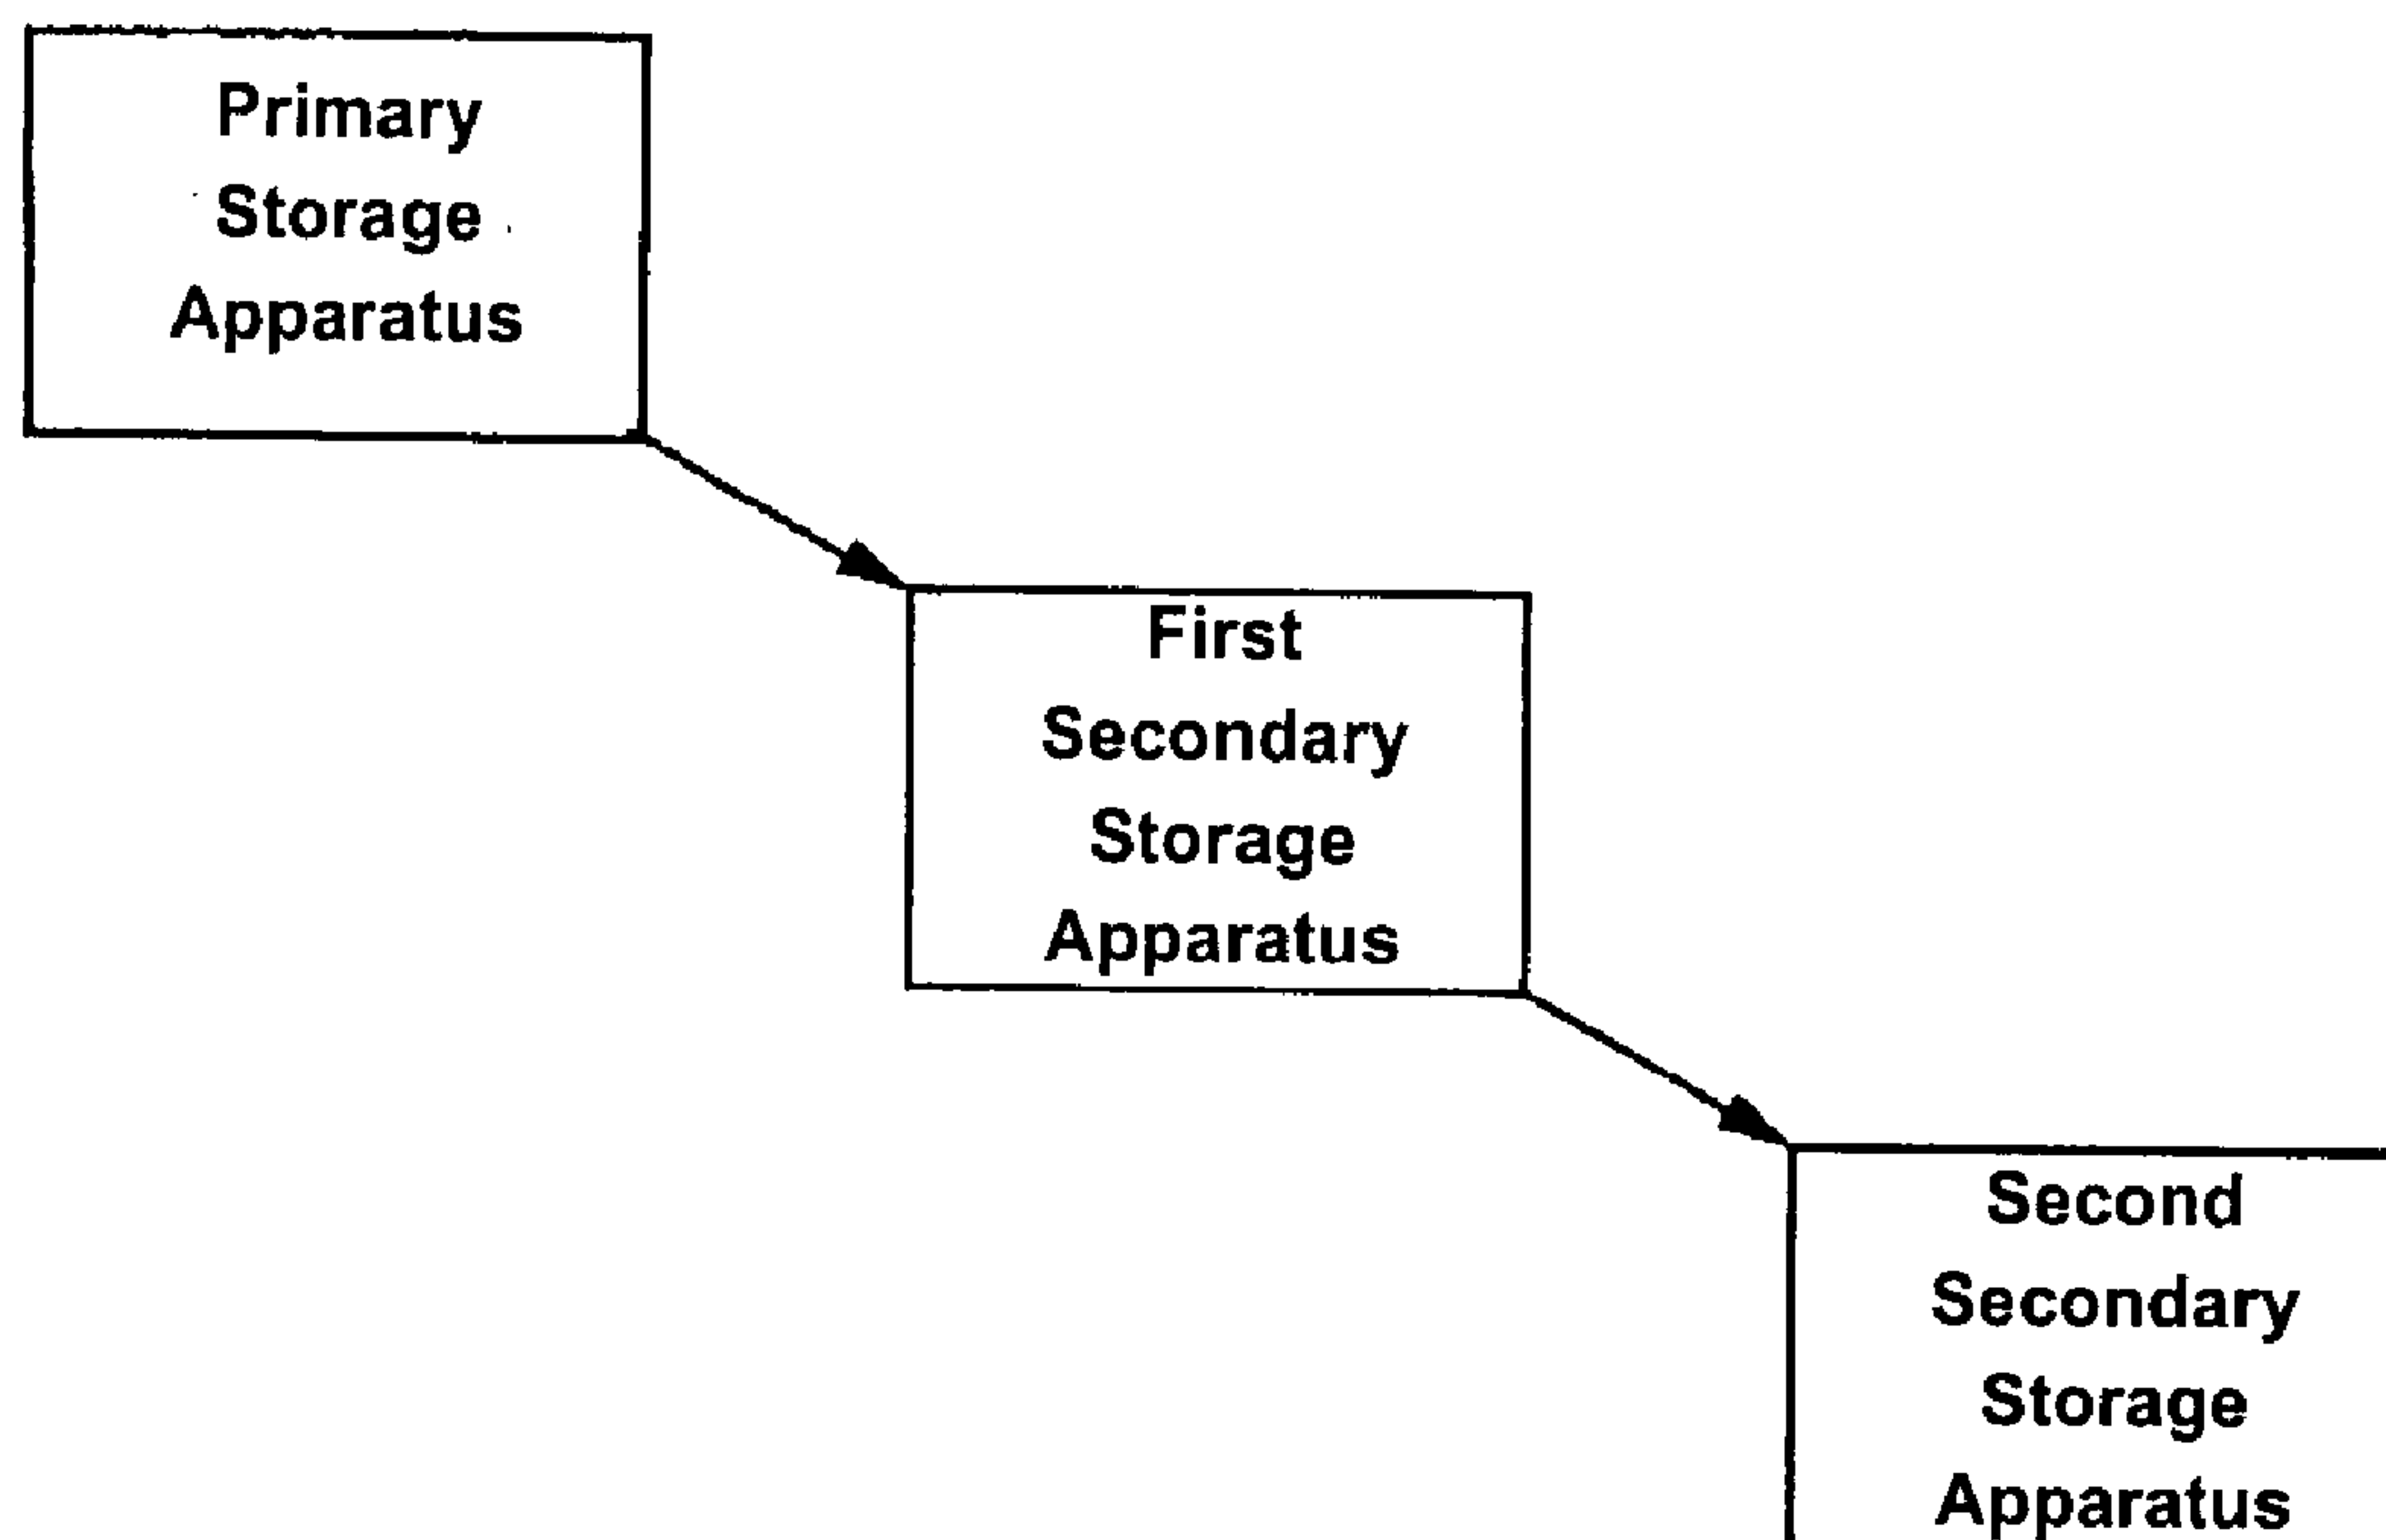 Primary
Storage
Apparatus
First
Secondary
Storage
Apparatus
Second
Secondary
Storage
Apparatus